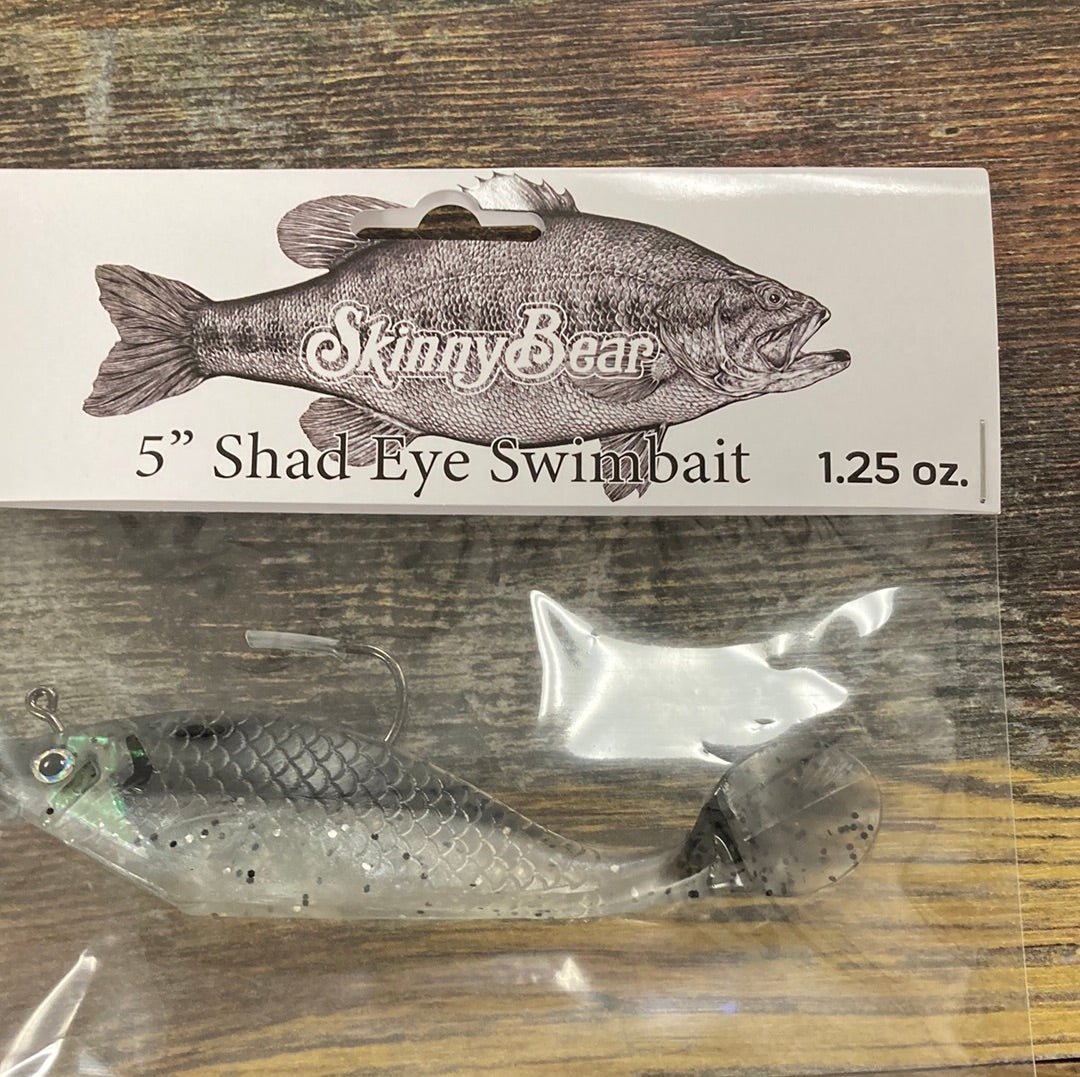 SkinnyBear
5” Shad Eye Swimbait 1.25 oz.